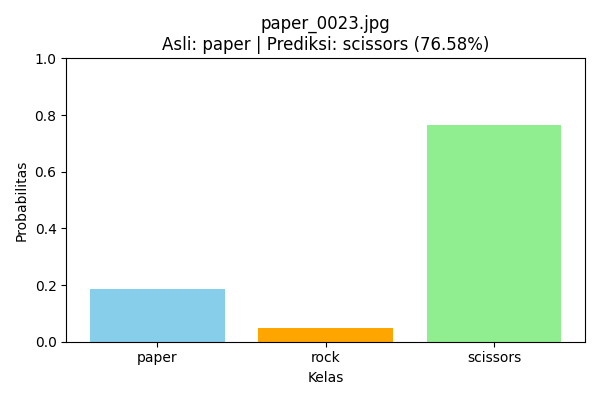 paper_0023.jpg
Asli: paper | Prediksi: scissors (76.58%)
1.0
0.8
0.6
0.4
0.2
0.0
Probabilitas
paper rock scissors
Kelas